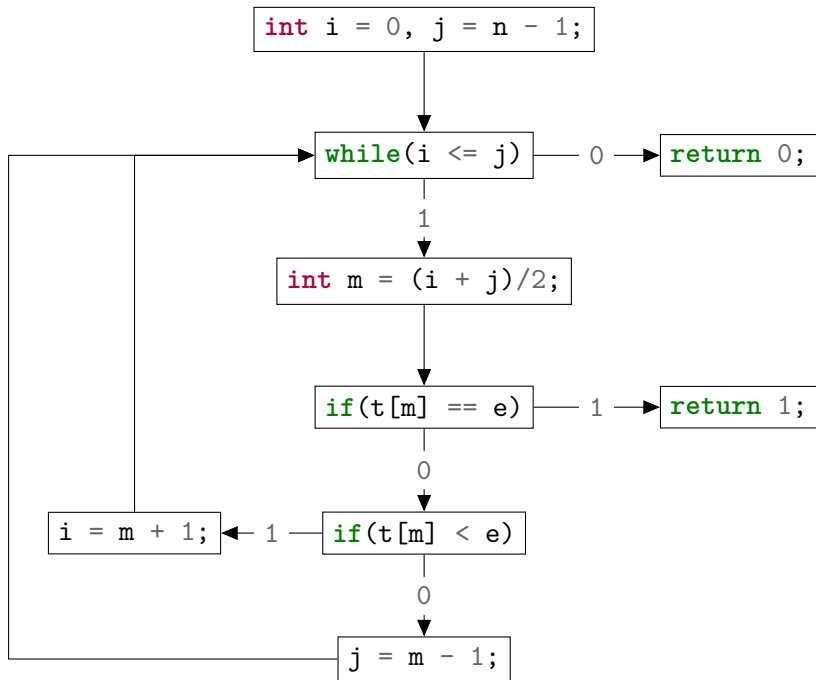 int i = 0, j = n - 1;
while(i <= j)
0
return 0;
1
int m = (i + j)/2;
if(t[m] == e)
1
return 1;
0
i = m + 1;
1
if(t[m] < e)
0
j = m - 1;